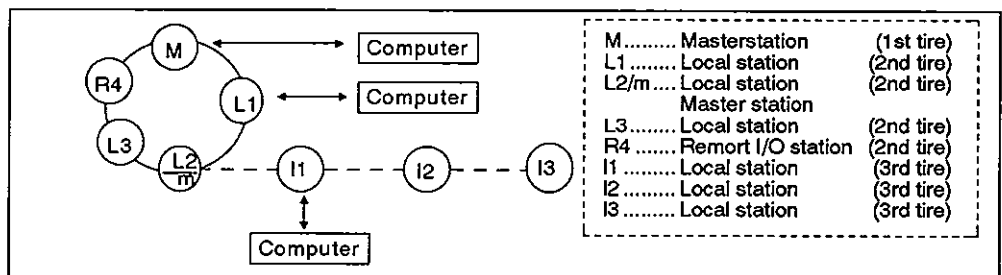 M
Computer
R4
L1
Computer
L3
L2
m
I1
I2
I3
Computer
M ......... Masterstation (1st tire)
L1 ........ Local station (2nd tire)
L2/m .... Local station (2nd tire)
Master station
L3 ........ Local station (2nd tire)
R4 ....... Remort I/O station (2nd tire)
I1 ......... Local station (3rd tire)
I2 ......... Local station (3rd tire)
I3 ......... Local station (3rd tire)